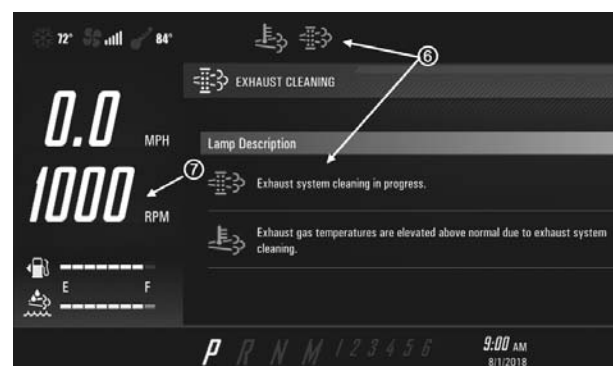 72° 84°
⑥
EXHAUST CLEANING
0.0 MPH
Lamp Description
⑦
Exhaust system cleaning in progress.
1000 RPM
Exhaust gas temperatures are elevated above normal due to exhaust system
cleaning.
E F
P R N M 1 2 3 4 5 6
9:00 AM
8/1/2018